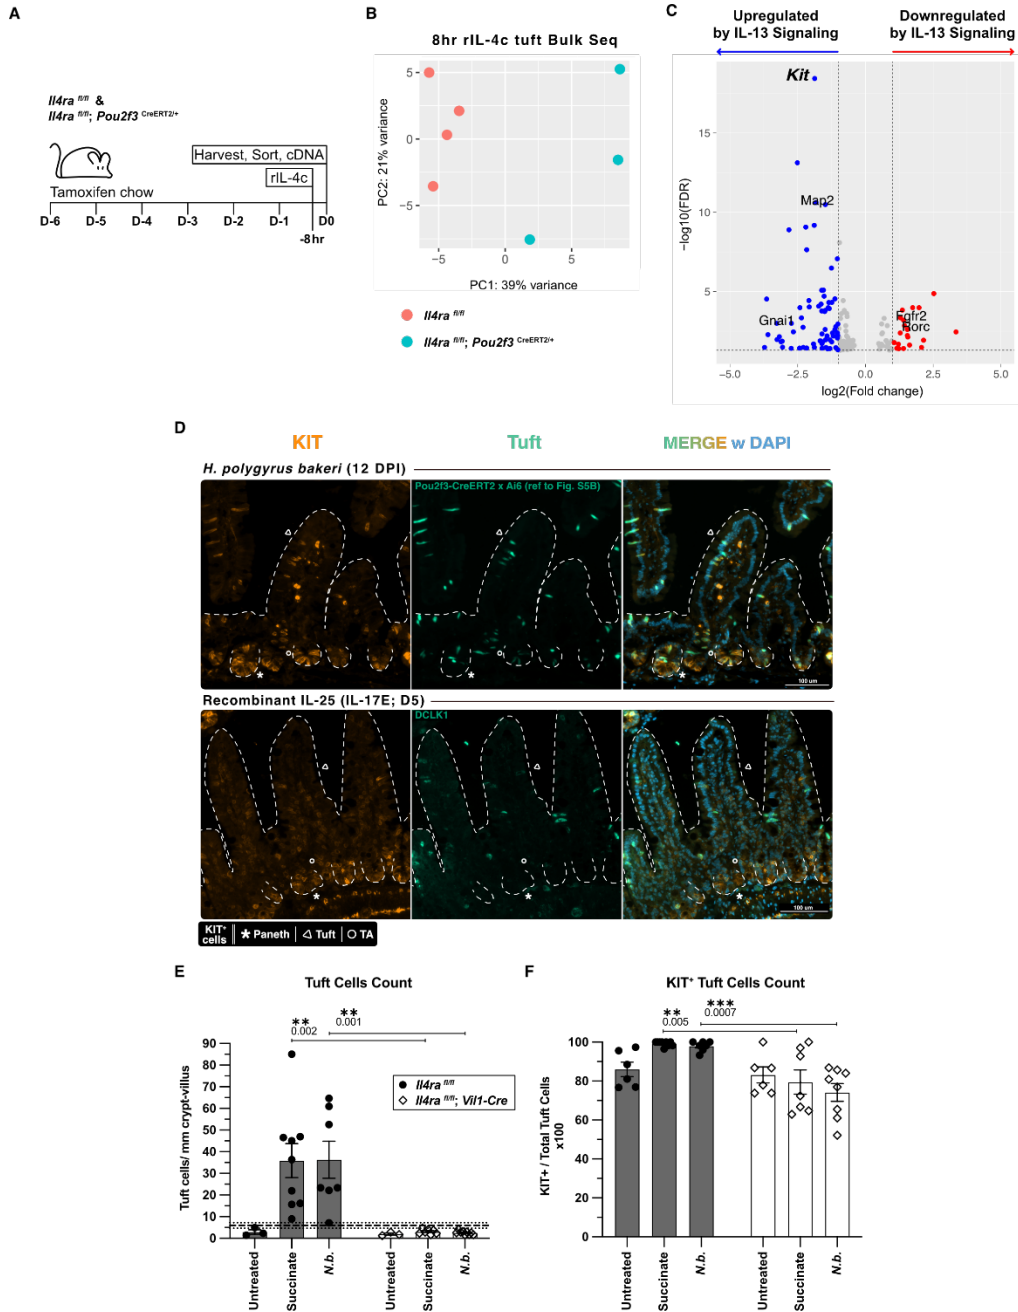 A
Il4ra fl/fl &
Il4ra fl/fl; Pou2f3 CreERT2/+
Harvest, Sort, cDNA
rIL-4c
Tamoxifen chow
D-6 D-5 D-4 D-3 D-2 D-1 D0
-8hr
B
8hr rIL-4c tuft Bulk Seq
PC2: 21% variance
5
0
−5
−5 0 5
PC1: 39% variance
Il4ra fl/fl
Il4ra fl/fl; Pou2f3 CreERT2/+
C
Upregulated by IL-13 Signaling
Downregulated by IL-13 Signaling
Kit
Map2
Gnai1
Fgfr2
Rorc
−log10(FDR)
15
10
5
−5.0 −2.5 0.0 2.5 5.0
log2(Fold change)
D
KIT Tuft MERGE w DAPI
H. polygyrus bakeri (12 DPI)
Pou2f3-CreERT2 x Ai6 (ref to Fig. S5B)
100 um
Recombinant IL-25 (IL-17E; D5)
DCLK1
100 um
KIT+ cells
* Paneth
Tuft
TA
E
Tuft Cells Count
** 0.002
** 0.001
Il4ra fl/fl
Il4ra fl/fl; Vil1-Cre
Tuft cells/ mm crypt-villus
90
80
70
60
50
40
30
20
10
0
Untreated
Succinate
N.b.
Untreated
Succinate
N.b.
F
KIT+ Tuft Cells Count
** 0.005
*** 0.0007
KIT+ / Total Tuft Cells
x100
100
80
60
40
20
0
Untreated
Succinate
N.b.
Untreated
Succinate
N.b.